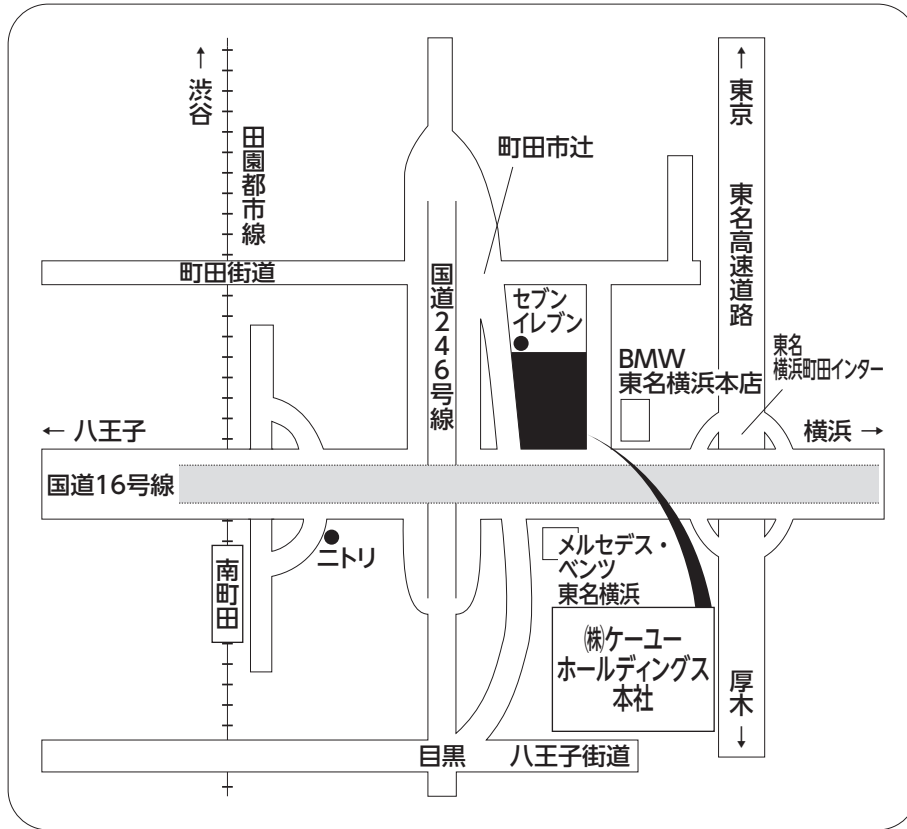 ↑
渋谷
田園都市線
町田市辻
↑
東京
東名高速道路
町田街道
国道246号線
セブン
イレブン
BMW
東名横浜本店
東名
横浜町田インター
← 八王子
横浜 →
国道16号線
ニトリ
南町田
メルセデス・
ベンツ
東名横浜
㈱ケーユー
ホールディングス
本社
厚木
↓
目黒
八王子街道